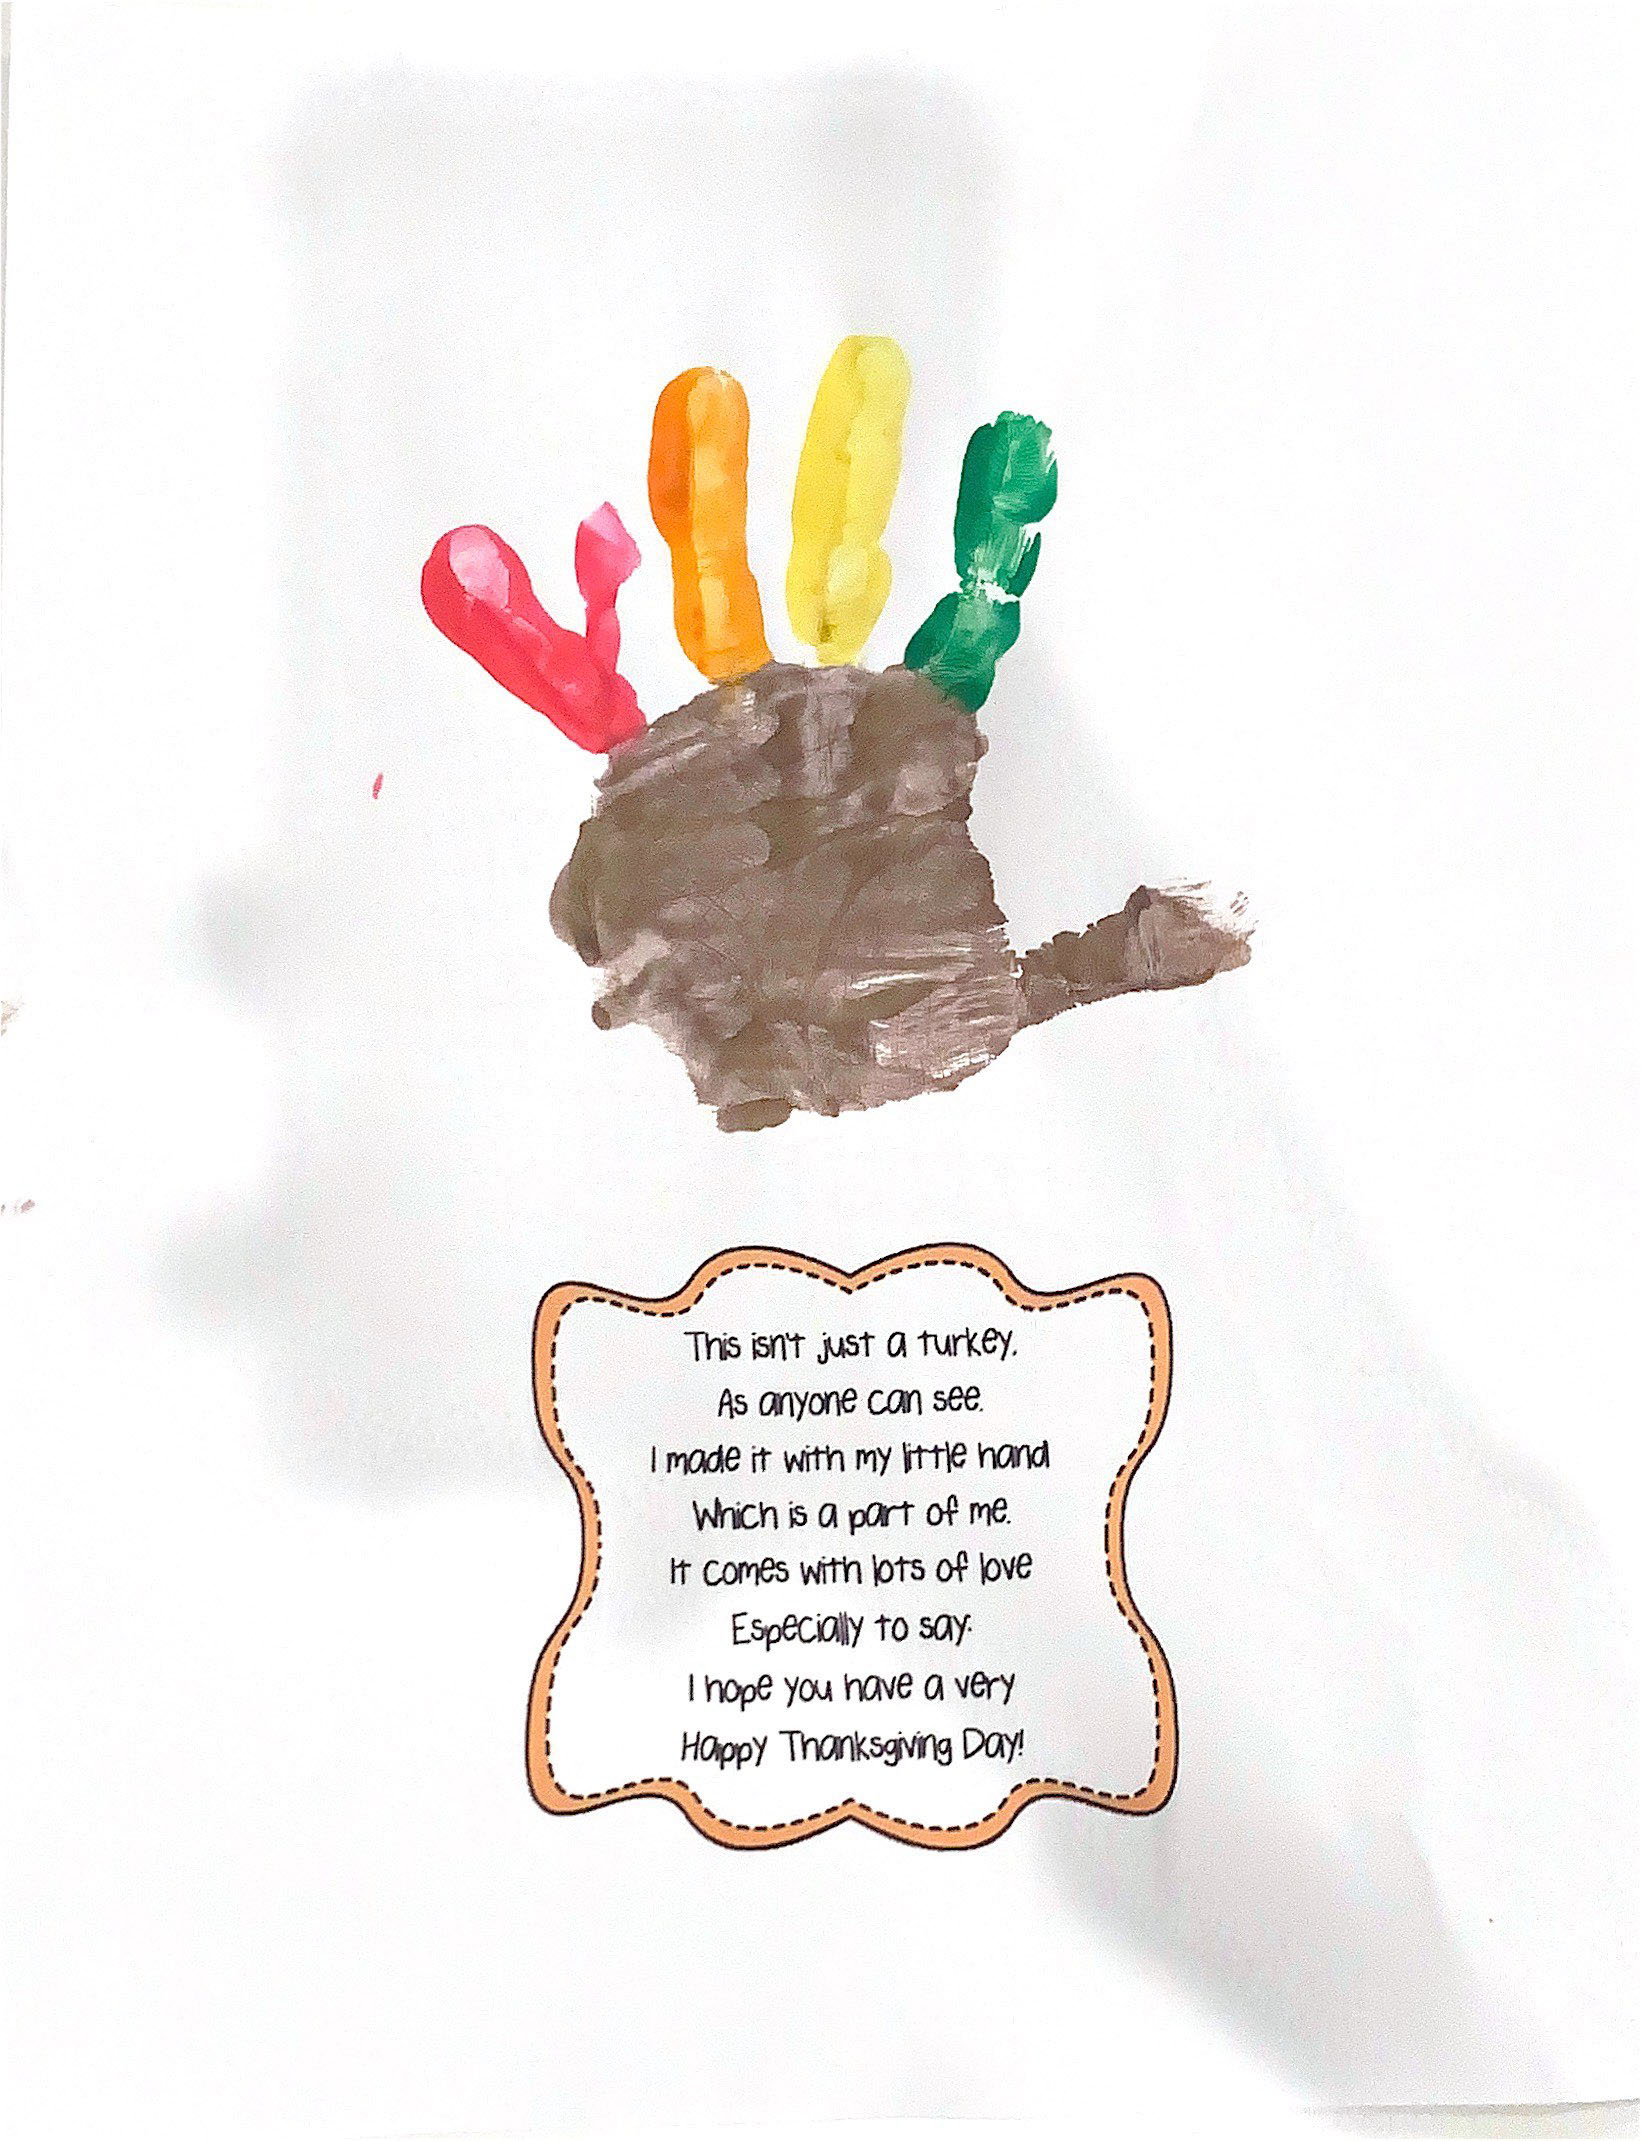 This isn't just a turkey.
As anyone can see.
I made it with my little hand
Which is a part of me.
It comes with lots of love
Especially to say:
I hope you have a very
Happy Thanksgiving Day!